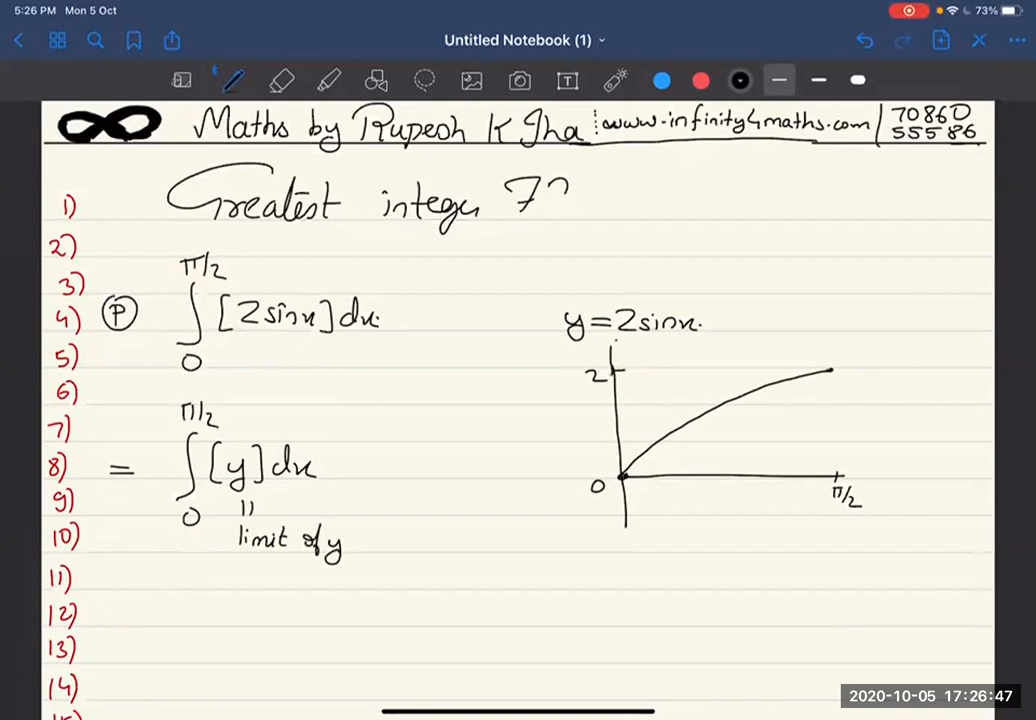 5:26 PM Mon 5 Oct
73%
Untitled Notebook (1)
T
∞ Maths by Rupesh K Jha www.infinity4maths.com / 70860 55586
Greatest integer
1)
2)
3)
4)
5)
6)
7)
8)
9)
10)
11)
12)
13)
14)
Ⓟ ∫₀^(π/2) [2sinx]dx.
= ∫₀^(π/2) [y]dx
||
limit of y
y=2sinx.
2
0
π/2
2020-10-05 17:26:47